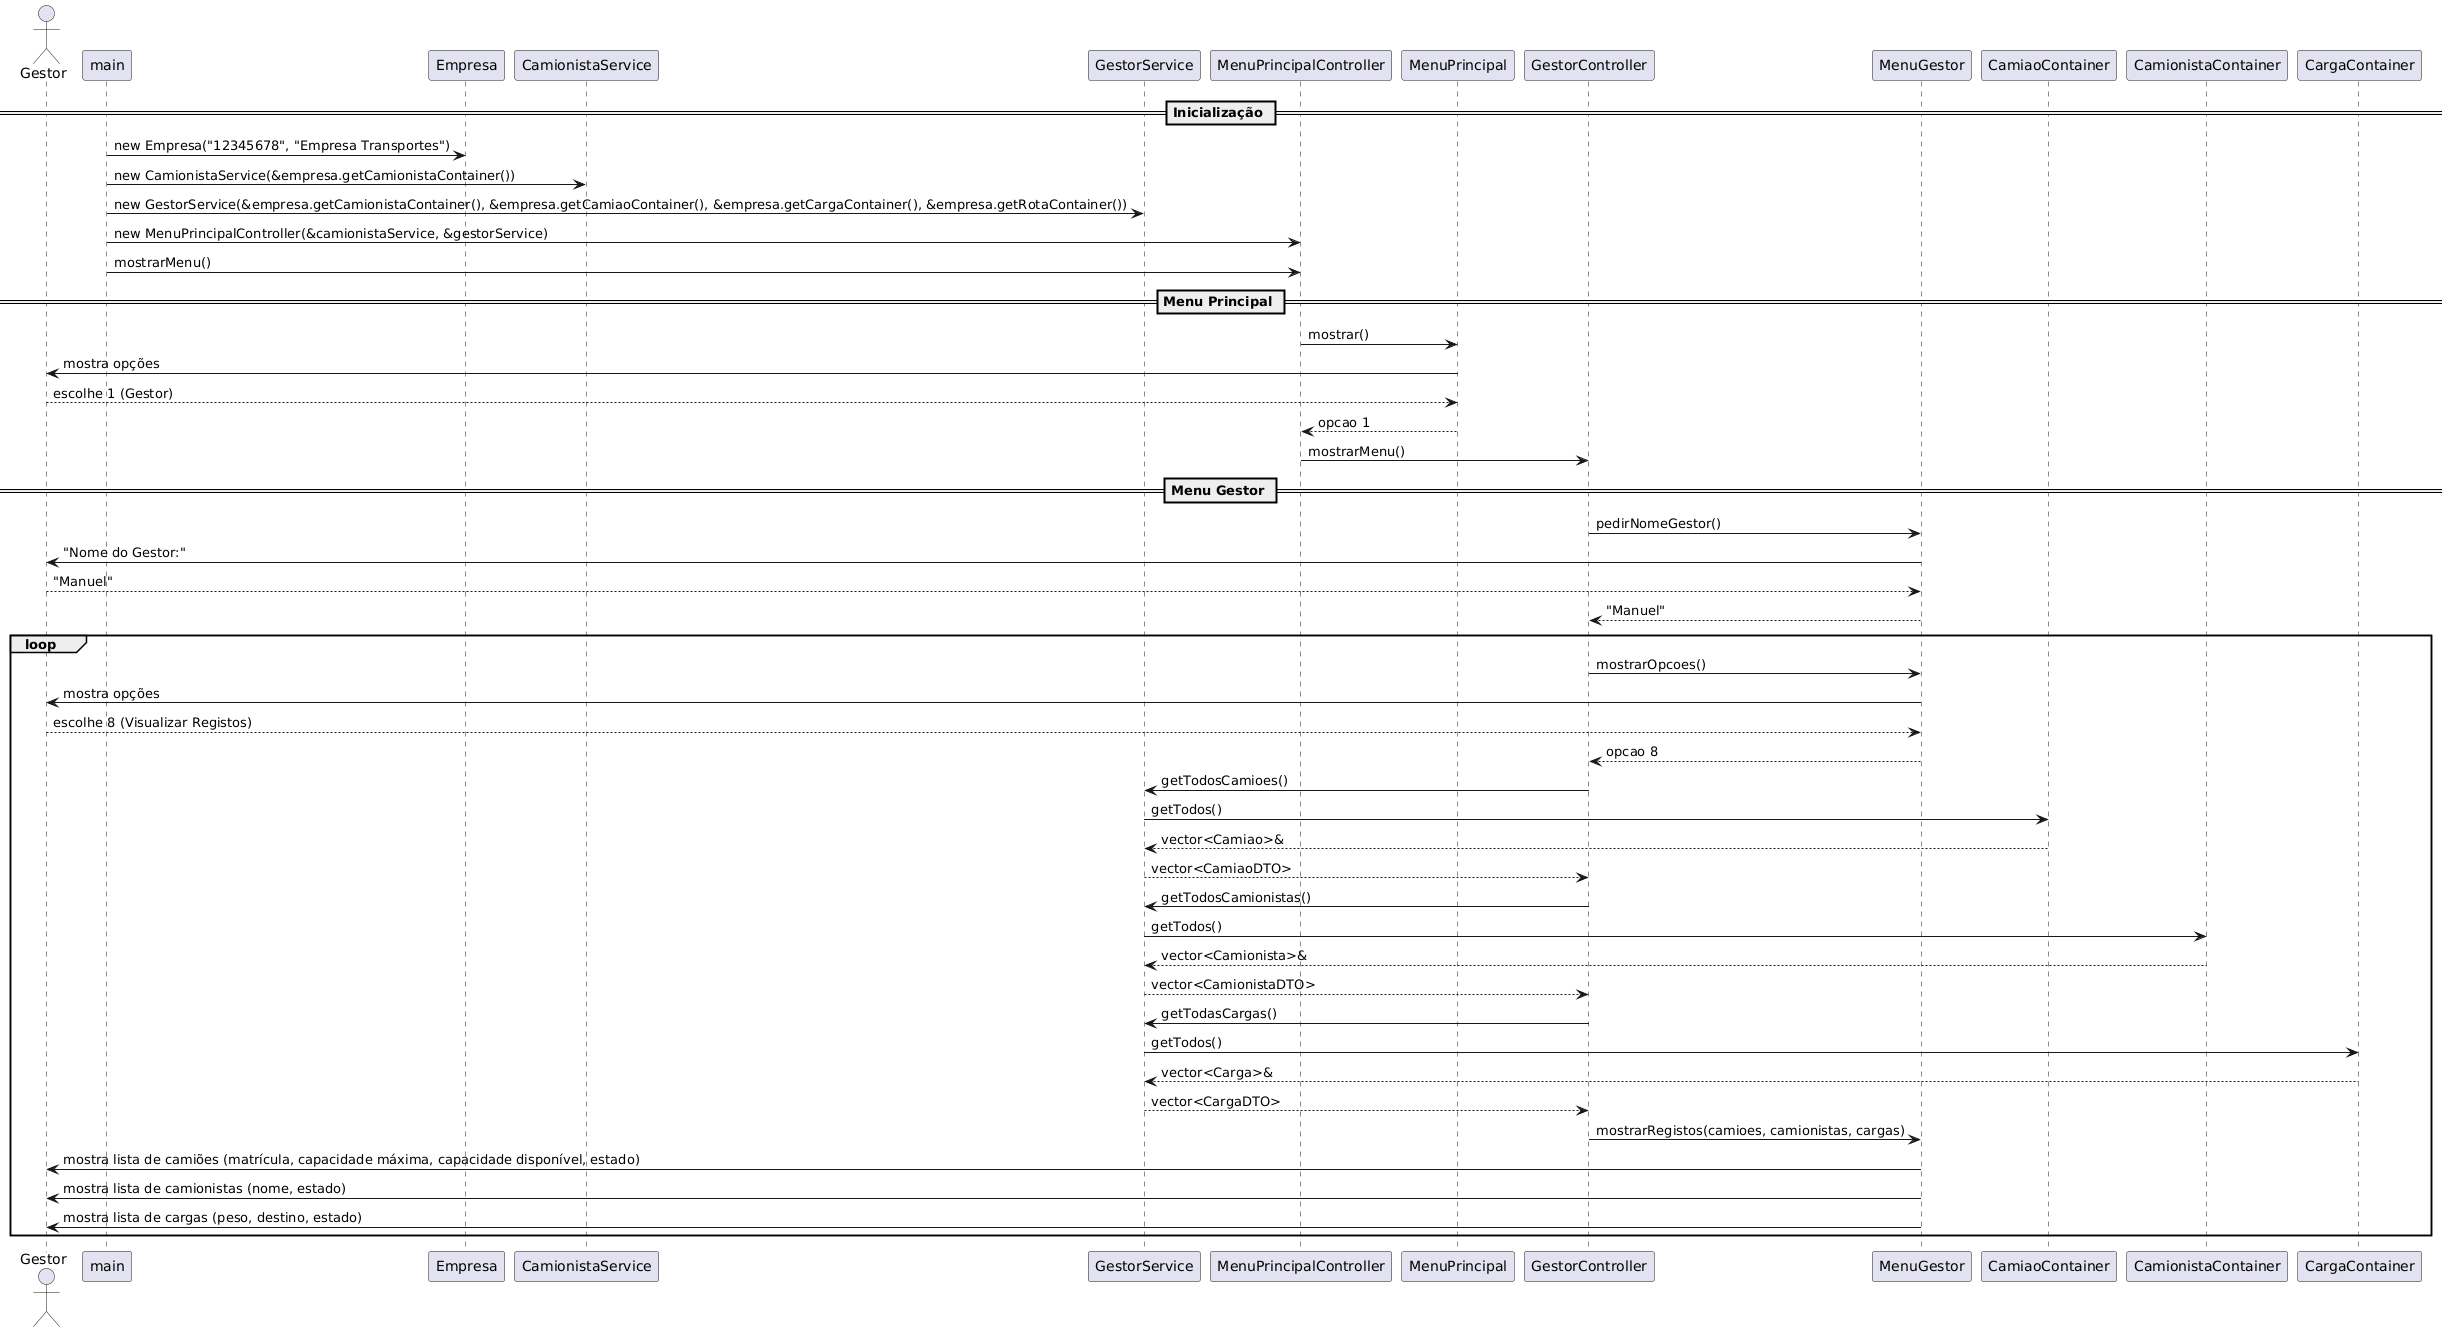 Gestor
main
Empresa
CamionistaService
GestorService
MenuPrincipalController
MenuPrincipal
GestorController
MenuGestor
CamiaoContainer
CamionistaContainer
CargaContainer
Inicialização
new Empresa("12345678", "Empresa Transportes")
new CamionistaService(&empresa.getCamionistaContainer())
new GestorService(&empresa.getCamionistaContainer(), &empresa.getCamiaoContainer(), &empresa.getCargaContainer(), &empresa.getRotaContainer())
new MenuPrincipalController(&camionistaService, &gestorService)
mostrarMenu()
Menu Principal
mostrar()
mostra opções
escolhe 1 (Gestor)
opcao 1
mostrarMenu()
Menu Gestor
pedirNomeGestor()
"Nome do Gestor:"
"Manuel"
"Manuel"
loop
mostrarOpcoes()
mostra opções
escolhe 8 (Visualizar Registos)
opcao 8
getTodosCamioes()
getTodos()
vector<Camiao>&
vector<CamiaoDTO>
getTodosCamionistas()
getTodos()
vector<Camionista>&
vector<CamionistaDTO>
getTodasCargas()
getTodos()
vector<Carga>&
vector<CargaDTO>
mostrarRegistos(camioes, camionistas, cargas)
mostra lista de camiões (matrícula, capacidade máxima, capacidade disponível, estado)
mostra lista de camionistas (nome, estado)
mostra lista de cargas (peso, destino, estado)
Gestor
main
Empresa
CamionistaService
GestorService
MenuPrincipalController
MenuPrincipal
GestorController
MenuGestor
CamiaoContainer
CamionistaContainer
CargaContainer